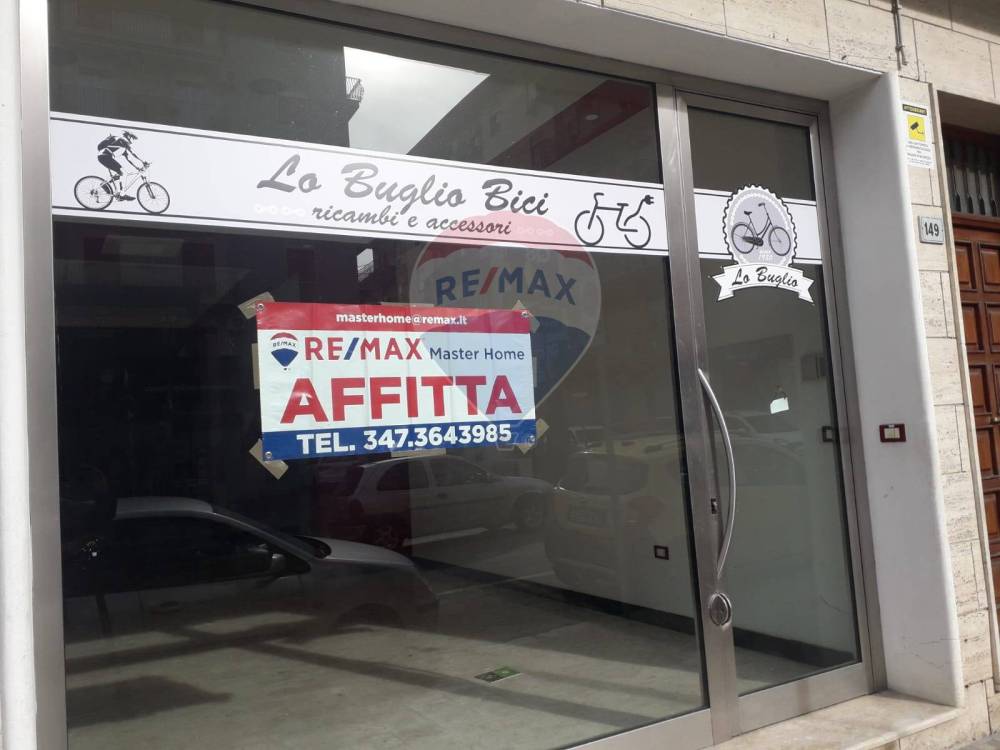 Lo Buglio Bici
ricambi e accessori
Lo Buglio
RE/MAX
masterhome@remax.it
RE/MAX
RE/MAX Master Home
AFFITTA
TEL. 347.3643985
149